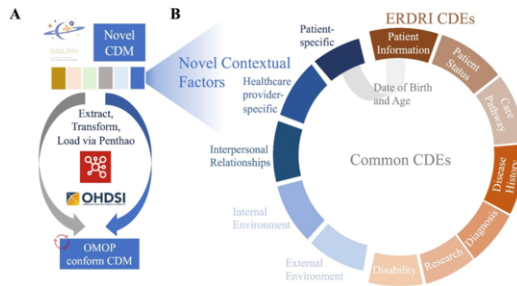 A
SAILRN
Novel
CDM
Extract,
Transform,
Load via Penthao
OHDSI
OMOP
conform CDM
B
ERDRI CDEs
Novel Contextual
Factors
Patient-
specific
Healthcare
provider-
specific
Interpersonal
Relationships
Internal
Environment
External
Environment
Patient
Information
Patient
Status
Care
Pathway
Disease
History
Diagnosis
Research
Disability
Date of Birth
and Age
Common CDEs